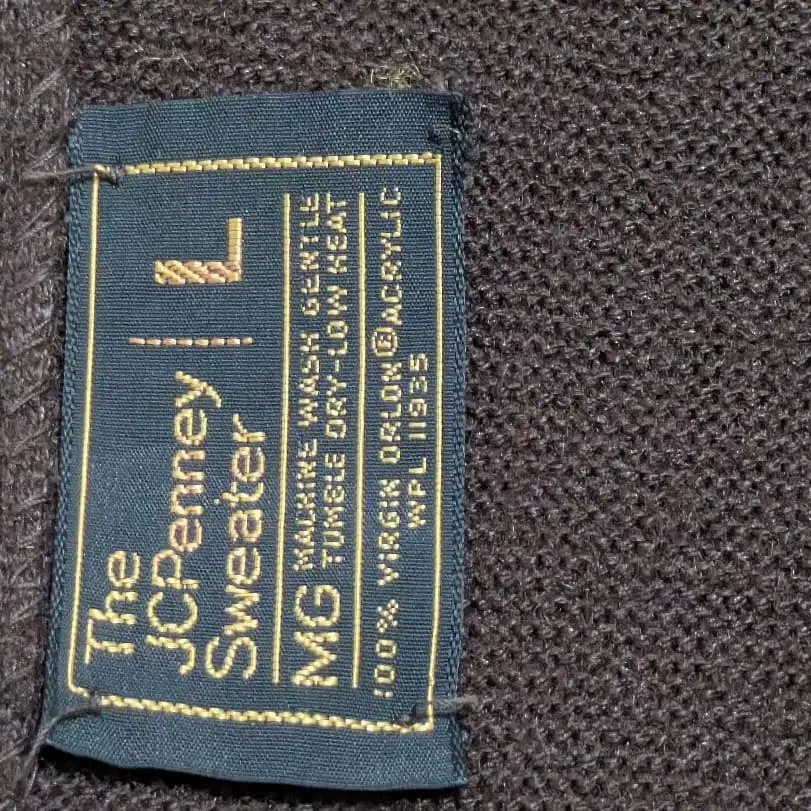 The
JCPenney
Sweater | L
MG MACHINE WASH GENTLE
TUMBLE DRY-LOW HEAT
100% VIRGIN ORLON® ACRYLIC
WPL 11935